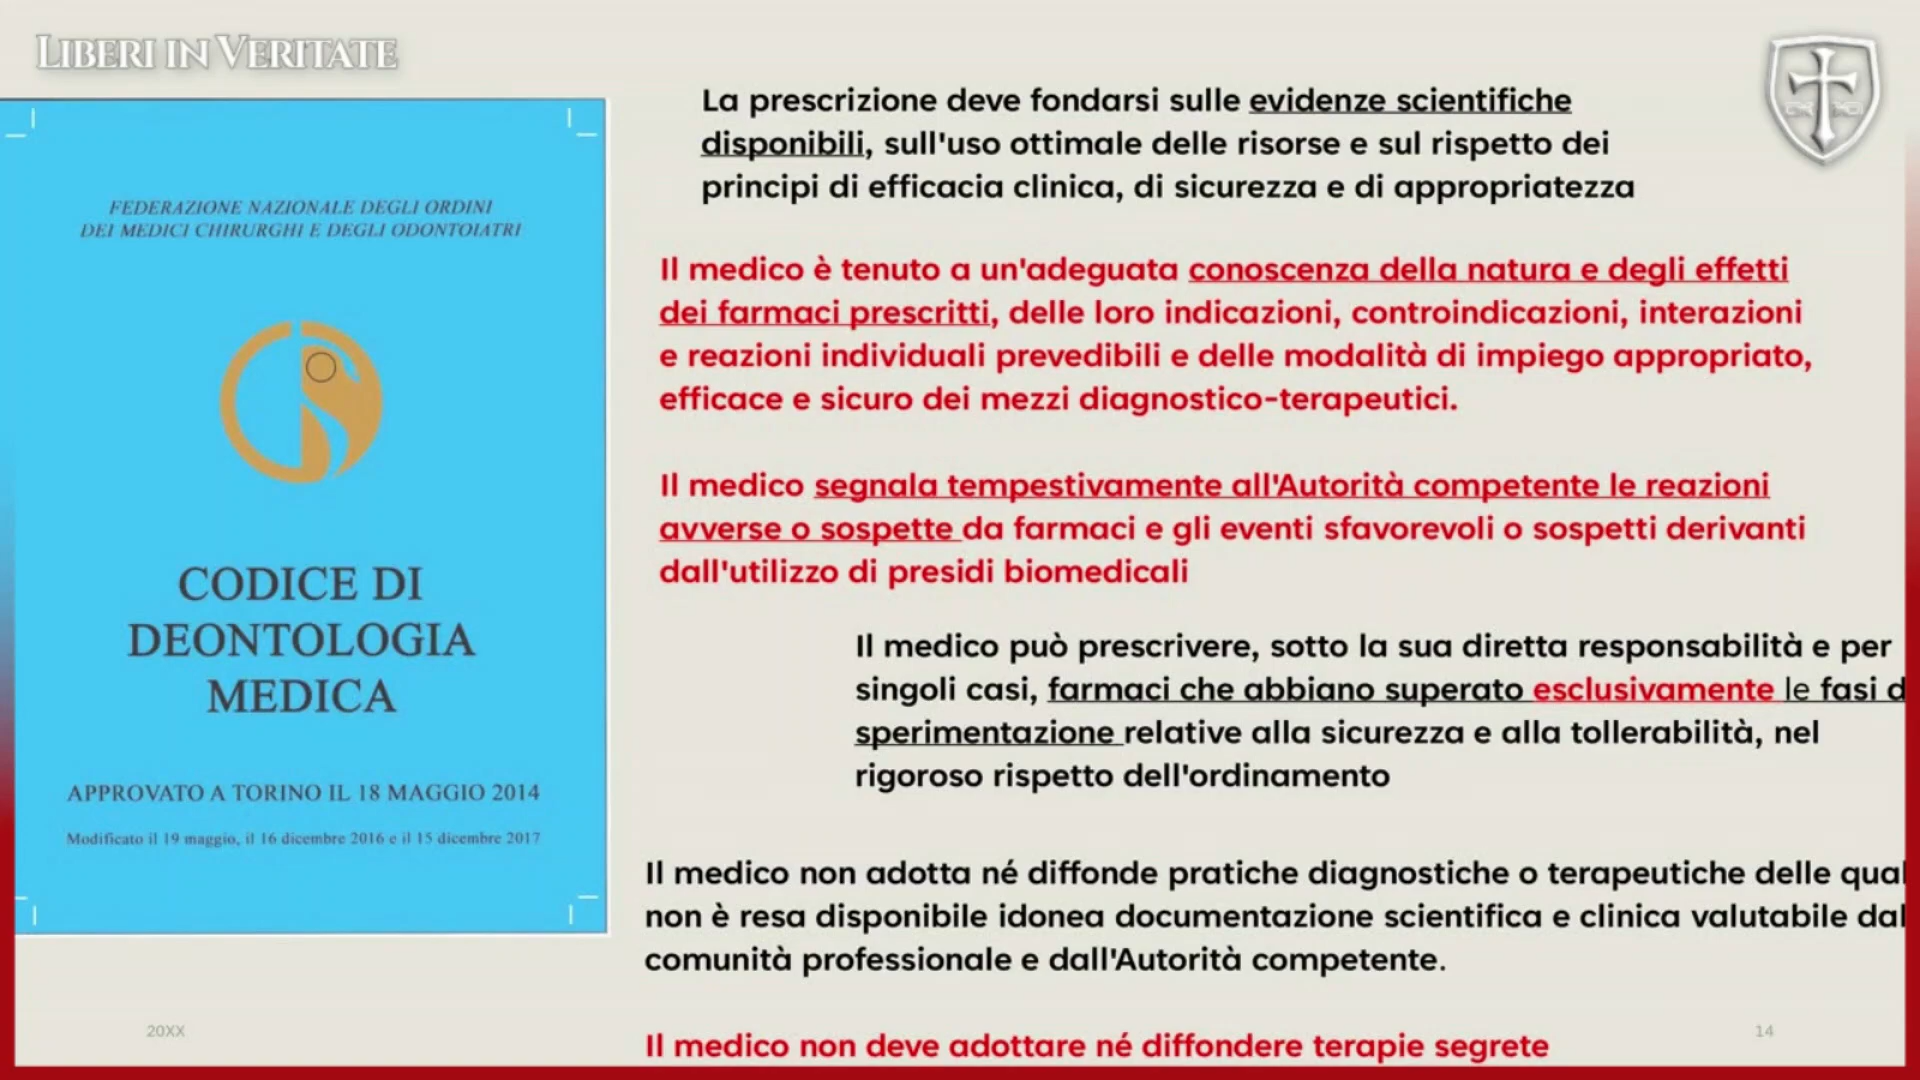 LIBERI IN VERITATE
FEDERAZIONE NAZIONALE DEGLI ORDINI
DEI MEDICI CHIRURGHI E DEGLI ODONTOIATRI
CODICE DI
DEONTOLOGIA
MEDICA
APPROVATO A TORINO IL 18 MAGGIO 2014
Modificato il 19 maggio, il 16 dicembre 2016 e il 15 dicembre 2017
La prescrizione deve fondarsi sulle evidenze scientifiche
disponibili, sull'uso ottimale delle risorse e sul rispetto dei
principi di efficacia clinica, di sicurezza e di appropriatezza
Il medico è tenuto a un'adeguata conoscenza della natura e degli effetti
dei farmaci prescritti, delle loro indicazioni, controindicazioni, interazioni
e reazioni individuali prevedibili e delle modalità di impiego appropriato,
efficace e sicuro dei mezzi diagnostico-terapeutici.
Il medico segnala tempestivamente all'Autorità competente le reazioni
avverse o sospette da farmaci e gli eventi sfavorevoli o sospetti derivanti
dall'utilizzo di presidi biomedicali
Il medico può prescrivere, sotto la sua diretta responsabilità e per
singoli casi, farmaci che abbiano superato esclusivamente le fasi d
sperimentazione relative alla sicurezza e alla tollerabilità, nel
rigoroso rispetto dell'ordinamento
Il medico non adotta né diffonde pratiche diagnostiche o terapeutiche delle qual
non è resa disponibile idonea documentazione scientifica e clinica valutabile dal
comunità professionale e dall'Autorità competente.
Il medico non deve adottare né diffondere terapie segrete
20XX
14